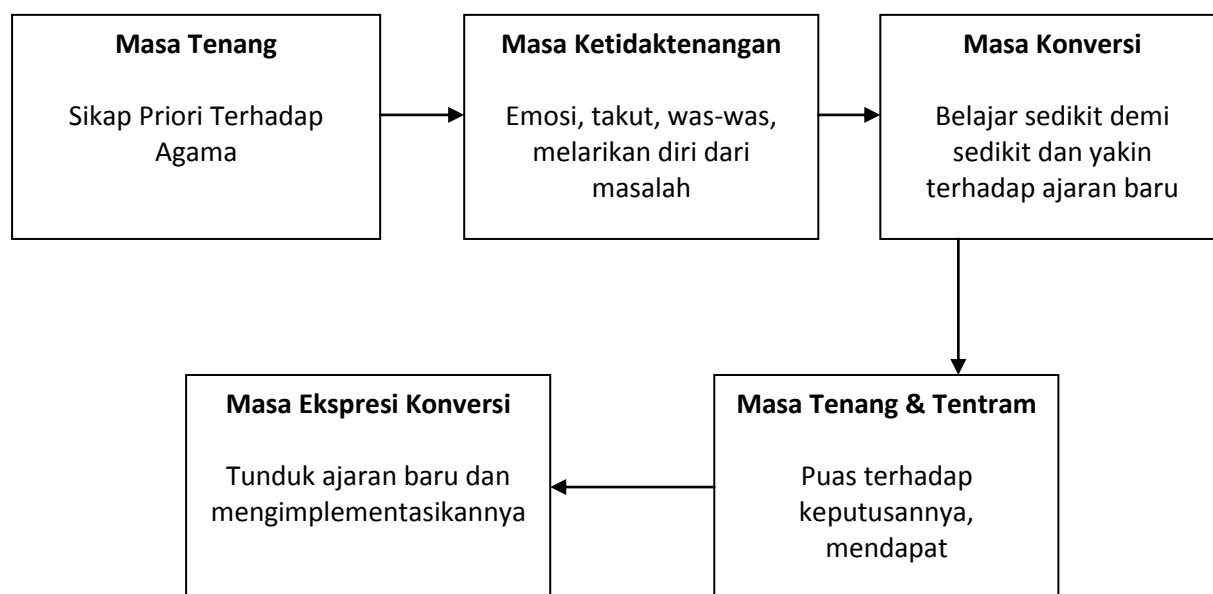 Masa Tenang
Sikap Priori Terhadap
Agama
Masa Ketidaktenangan
Emosi, takut, was-was,
melarikan diri dari
masalah
Masa Konversi
Belajar sedikit demi
sedikit dan yakin
terhadap ajaran baru
Masa Tenang & Tentram
Puas terhadap
keputusannya,
mendapat
Masa Ekspresi Konversi
Tunduk ajaran baru dan
mengimplementasikannya